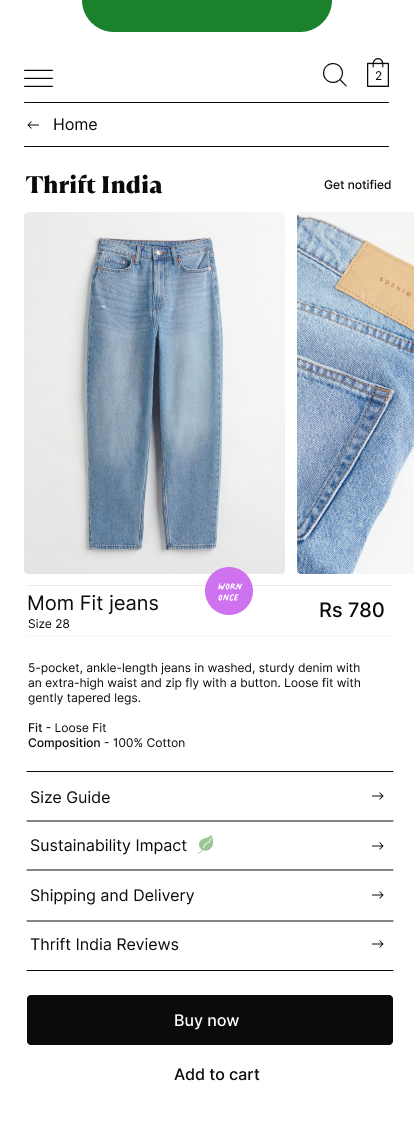 2
← Home
Thrift India
Get notified
DENIM
WORN
ONCE
Mom Fit jeans
Size 28
Rs 780
5-pocket, ankle-length jeans in washed, sturdy denim with
an extra-high waist and zip fly with a button. Loose fit with
gently tapered legs.
Fit - Loose Fit
Composition - 100% Cotton
Size Guide →
Sustainability Impact →
Shipping and Delivery →
Thrift India Reviews →
Buy now
Add to cart